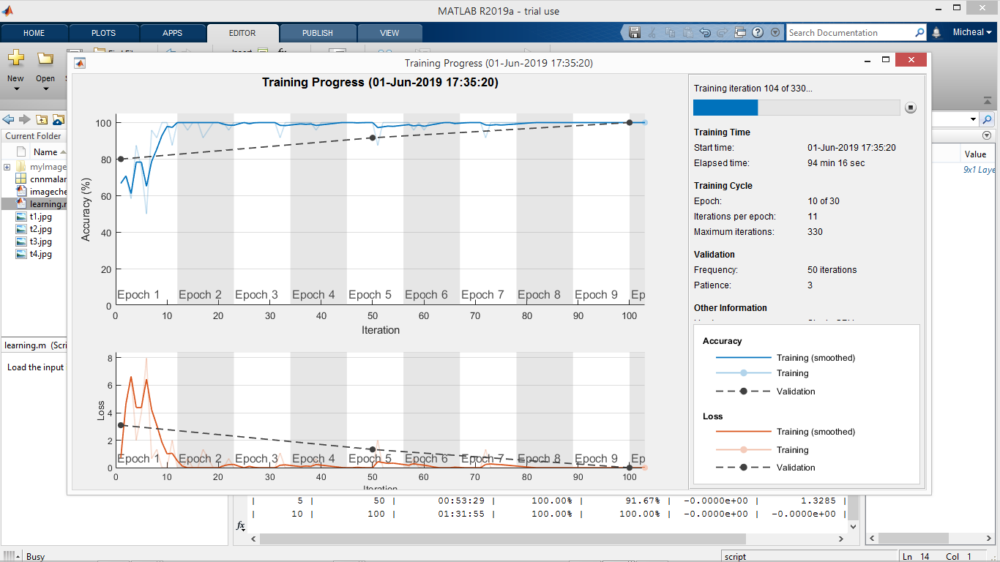 MATLAB R2019a - trial use
HOME PLOTS APPS EDITOR PUBLISH VIEW
Search Documentation
Micheal
New Open
Training Progress (01-Jun-2019 17:35:20)
Current Folder
Name
myImage
cnnmalar
imageche
learning.m
t1.jpg
t2.jpg
t3.jpg
t4.jpg
learning.m (Scri
Load the input
Training Progress (01-Jun-2019 17:35:20)
100
80
60
40
20
0
Accuracy (%)
Epoch 1 Epoch 2 Epoch 3 Epoch 4 Epoch 5 Epoch 6 Epoch 7 Epoch 8 Epoch 9 Ep
0 10 20 30 40 50 60 70 80 90 100
Iteration
8
6
4
2
0
Loss
Epoch 1 Epoch 2 Epoch 3 Epoch 4 Epoch 5 Epoch 6 Epoch 7 Epoch 8 Epoch 9 Ep
0 10 20 30 40 50 60 70 80 90 100
Iteration
Training iteration 104 of 330...
Training Time
Start time: 01-Jun-2019 17:35:20
Elapsed time: 94 min 16 sec
Training Cycle
Epoch: 10 of 30
Iterations per epoch: 11
Maximum iterations: 330
Validation
Frequency: 50 iterations
Patience: 3
Other Information
Accuracy
Training (smoothed)
Training
Validation
Loss
Training (smoothed)
Training
Validation
Value
9x1 Laye
| 5 | 50 | 00:53:29 | 100.00% | 91.67% | -0.0000e+00 | 1.3285 |
| 10 | 100 | 01:31:55 | 100.00% | 100.00% | -0.0000e+00 | -0.0000e+00 |
fx
Busy
script
Ln 14 Col 1